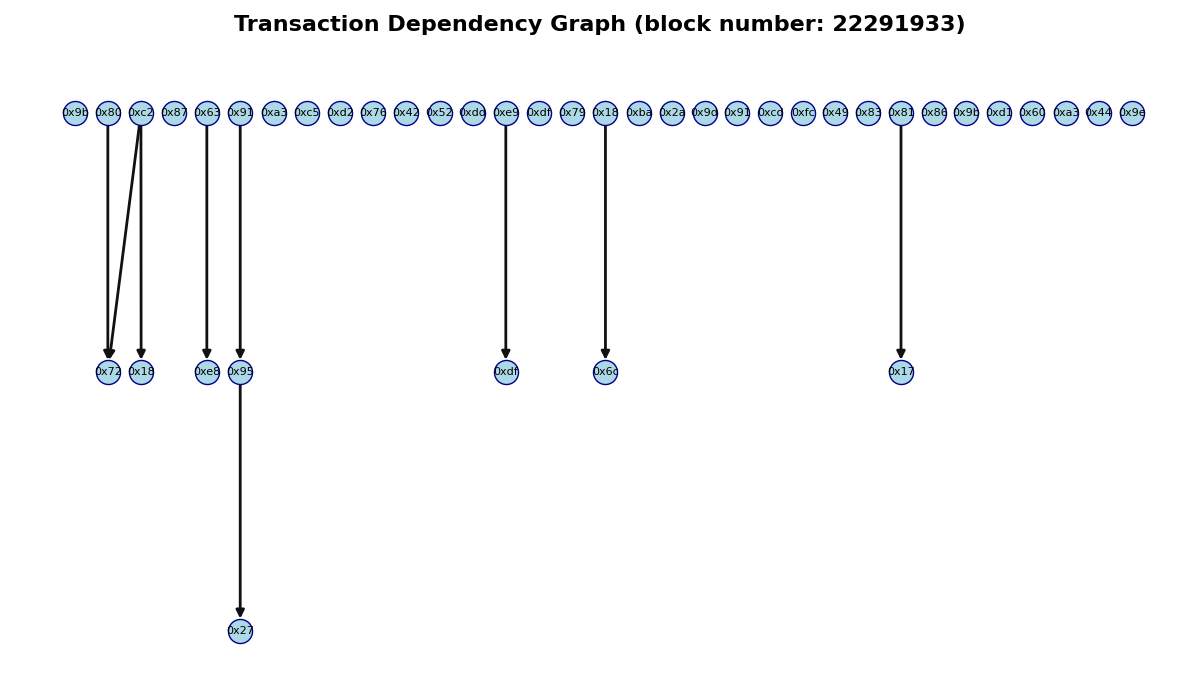 Transaction Dependency Graph (block number: 22291933)
0x9b 0x80 0xc2 0x87 0x63 0x91 0xa3 0xc5 0xd2 0x76 0x42 0x52 0xdd 0xe9 0xdf 0x79 0x18 0xba 0x2a 0x9d 0x91 0xcd 0xfc 0x49 0x83 0x81 0x86 0x9b 0xd1 0x60 0xa3 0x44 0x9e
0x72 0x18 0xe8 0x95 0xdf 0x6c 0x17
0x27